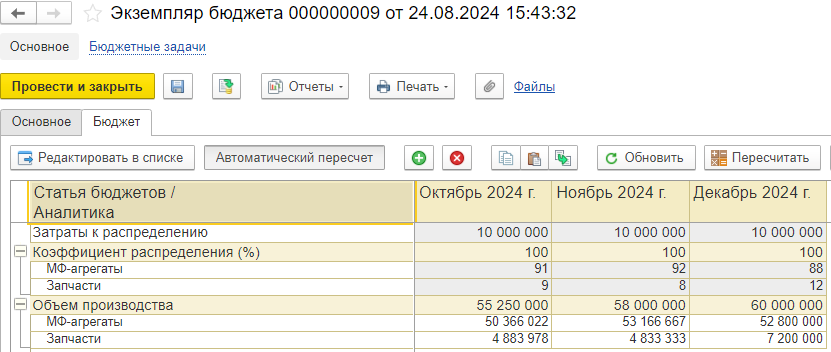 Экземпляр бюджета 000000009 от 24.08.2024 15:43:32
Основное Бюджетные задачи
Провести и закрыть Отчеты Печать Файлы
Основное Бюджет
Редактировать в списке Автоматический пересчет Обновить Пересчитать
Статья бюджетов / Октябрь 2024 г. Ноябрь 2024 г. Декабрь 2024 г.
Аналитика
Затраты к распределению 10 000 000 10 000 000 10 000 000
Коэффициент распределения (%) 100 100 100
МФ-агрегаты 91 92 88
Запчасти 9 8 12
Объем производства 55 250 000 58 000 000 60 000 000
МФ-агрегаты 50 366 022 53 166 667 52 800 000
Запчасти 4 883 978 4 833 333 7 200 000